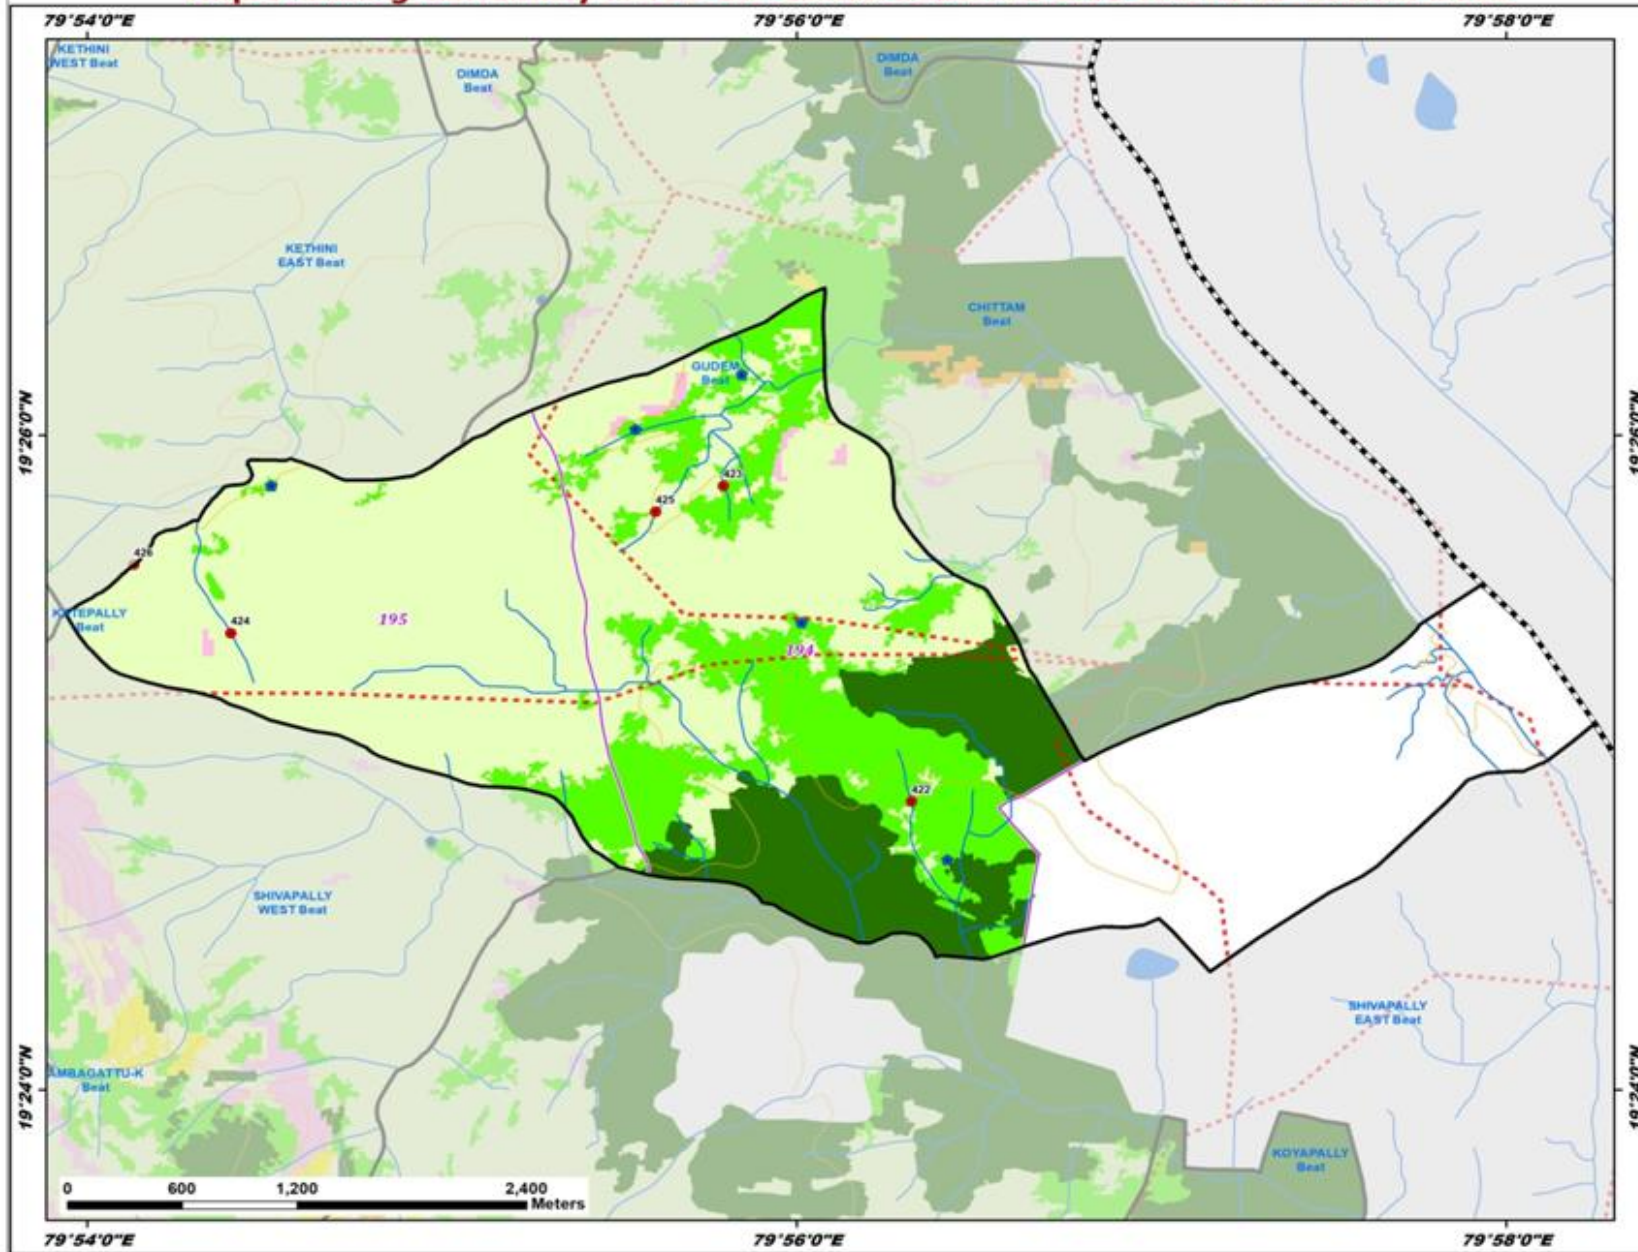 79°54'0"E
79°56'0"E
79°58'0"E
KETHINI
WEST Beat
DIMDA
Beat
DIMDA
Beat
KETHINI
EAST Beat
CHITTAM
Beat
GUDEM
Beat
19°26'0"N
19°26'0"N
423
425
426
Beat
424
195
194
422
SHIVAPALLY
WEST Beat
SHIVAPALLY
EAST Beat
19°24'0"N
19°24'0"N
AMBAGATTU-K
Beat
KOYAPALLY
Beat
0 600 1,200 2,400
Meters
79°54'0"E
79°56'0"E
79°58'0"E